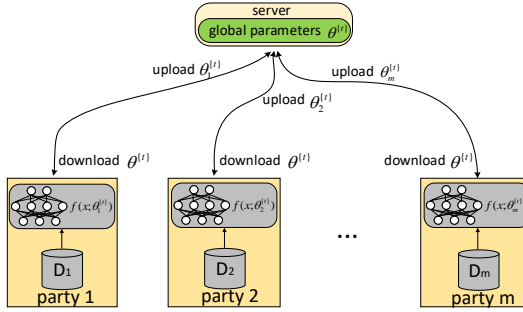 server
global parameters θ^{t}
upload θ_1^{t}
upload θ_2^{t}
upload θ_m^{t}
download θ^{t}
download θ^{t}
download θ^{t}
f(x;θ_1^{t})
f(x;θ_2^{t})
f(x;θ_m^{t})
...
D1
D2
Dm
party 1
party 2
party m